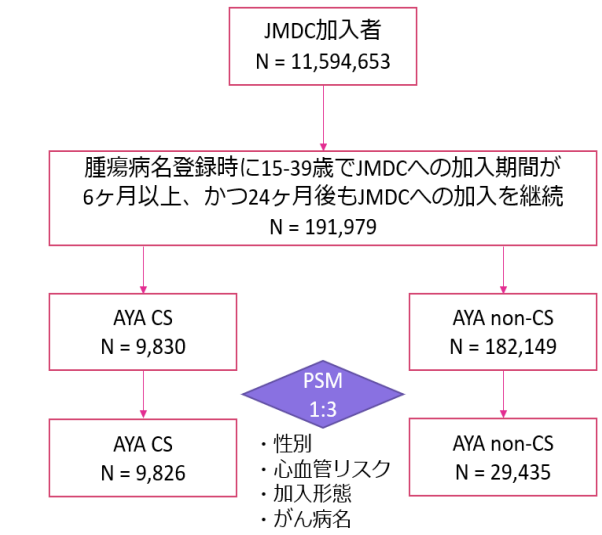 JMDC加入者
N = 11,594,653
腫瘍病名登録時に15-39歳でJMDCへの加入期間が
6ヶ月以上、かつ24ヶ月後もJMDCへの加入を継続
N = 191,979
AYA CS
N = 9,830
AYA non-CS
N = 182,149
PSM
1:3
AYA CS
N = 9,826
AYA non-CS
N = 29,435
・性別
・心血管リスク
・加入形態
・がん病名